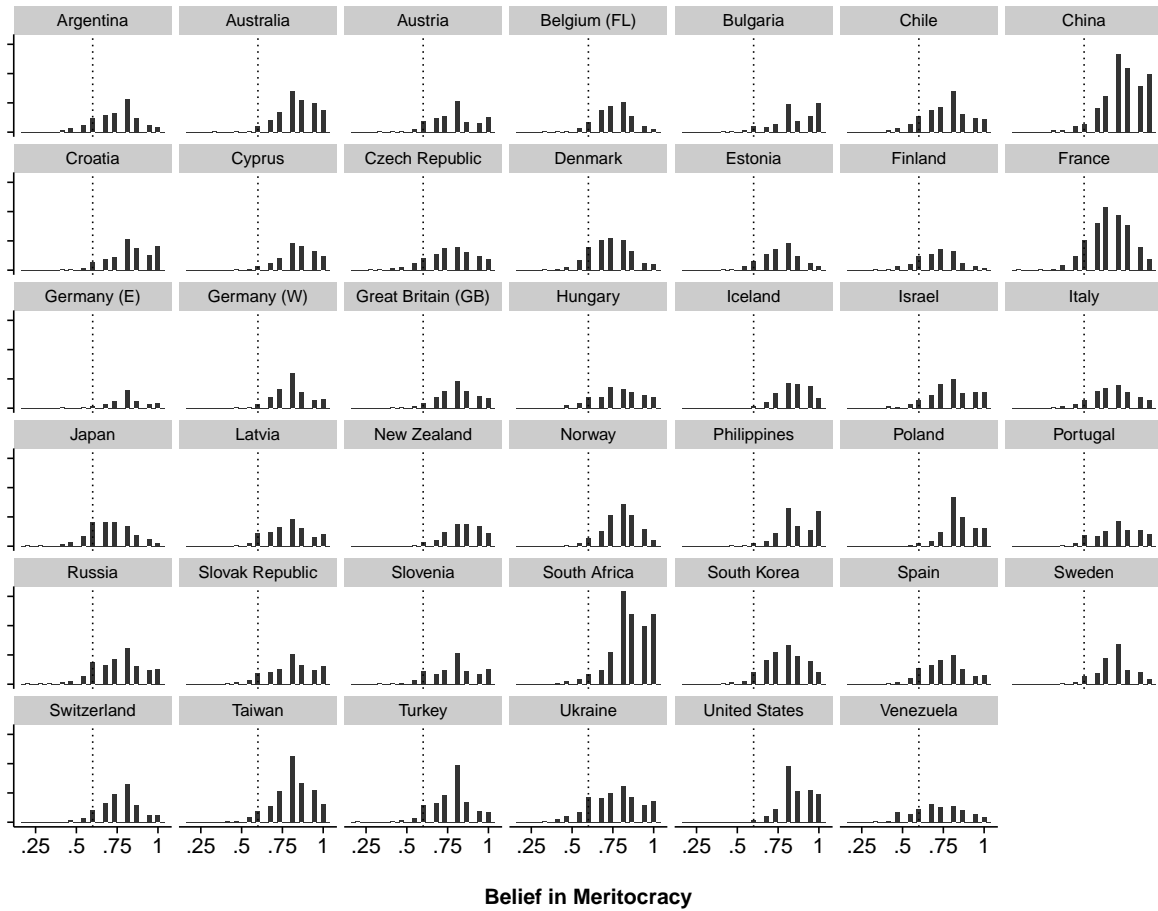 Argentina Australia Austria Belgium (FL) Bulgaria Chile China
Croatia Cyprus Czech Republic Denmark Estonia Finland France
Germany (E) Germany (W) Great Britain (GB) Hungary Iceland Israel Italy
Japan Latvia New Zealand Norway Philippines Poland Portugal
Russia Slovak Republic Slovenia South Africa South Korea Spain Sweden
Switzerland Taiwan Turkey Ukraine United States Venezuela
.25 .5 .75 1 .25 .5 .75 1 .25 .5 .75 1 .25 .5 .75 1 .25 .5 .75 1 .25 .5 .75 1
Belief in Meritocracy